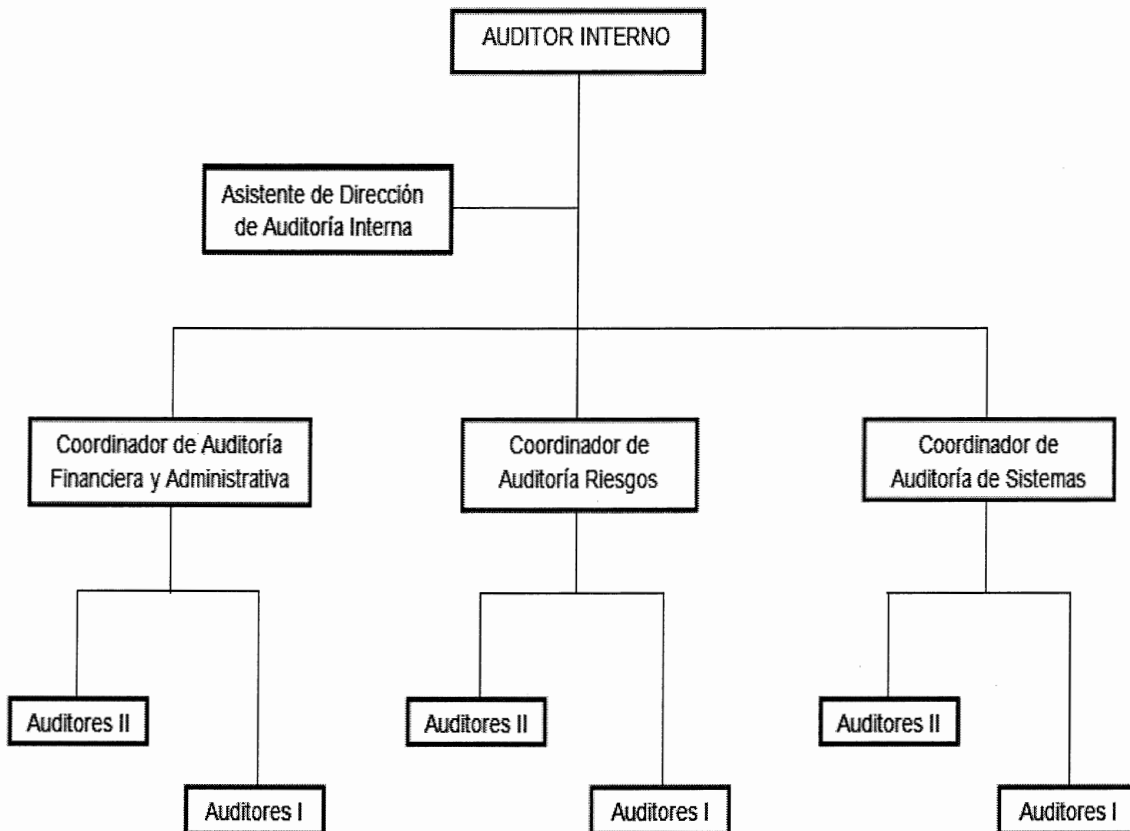 AUDITOR INTERNO
Asistente de Dirección
de Auditoría Interna
Coordinador de Auditoría
Financiera y Administrativa
Coordinador de
Auditoría Riesgos
Coordinador de
Auditoría de Sistemas
Auditores II
Auditores II
Auditores II
Auditores I
Auditores I
Auditores I